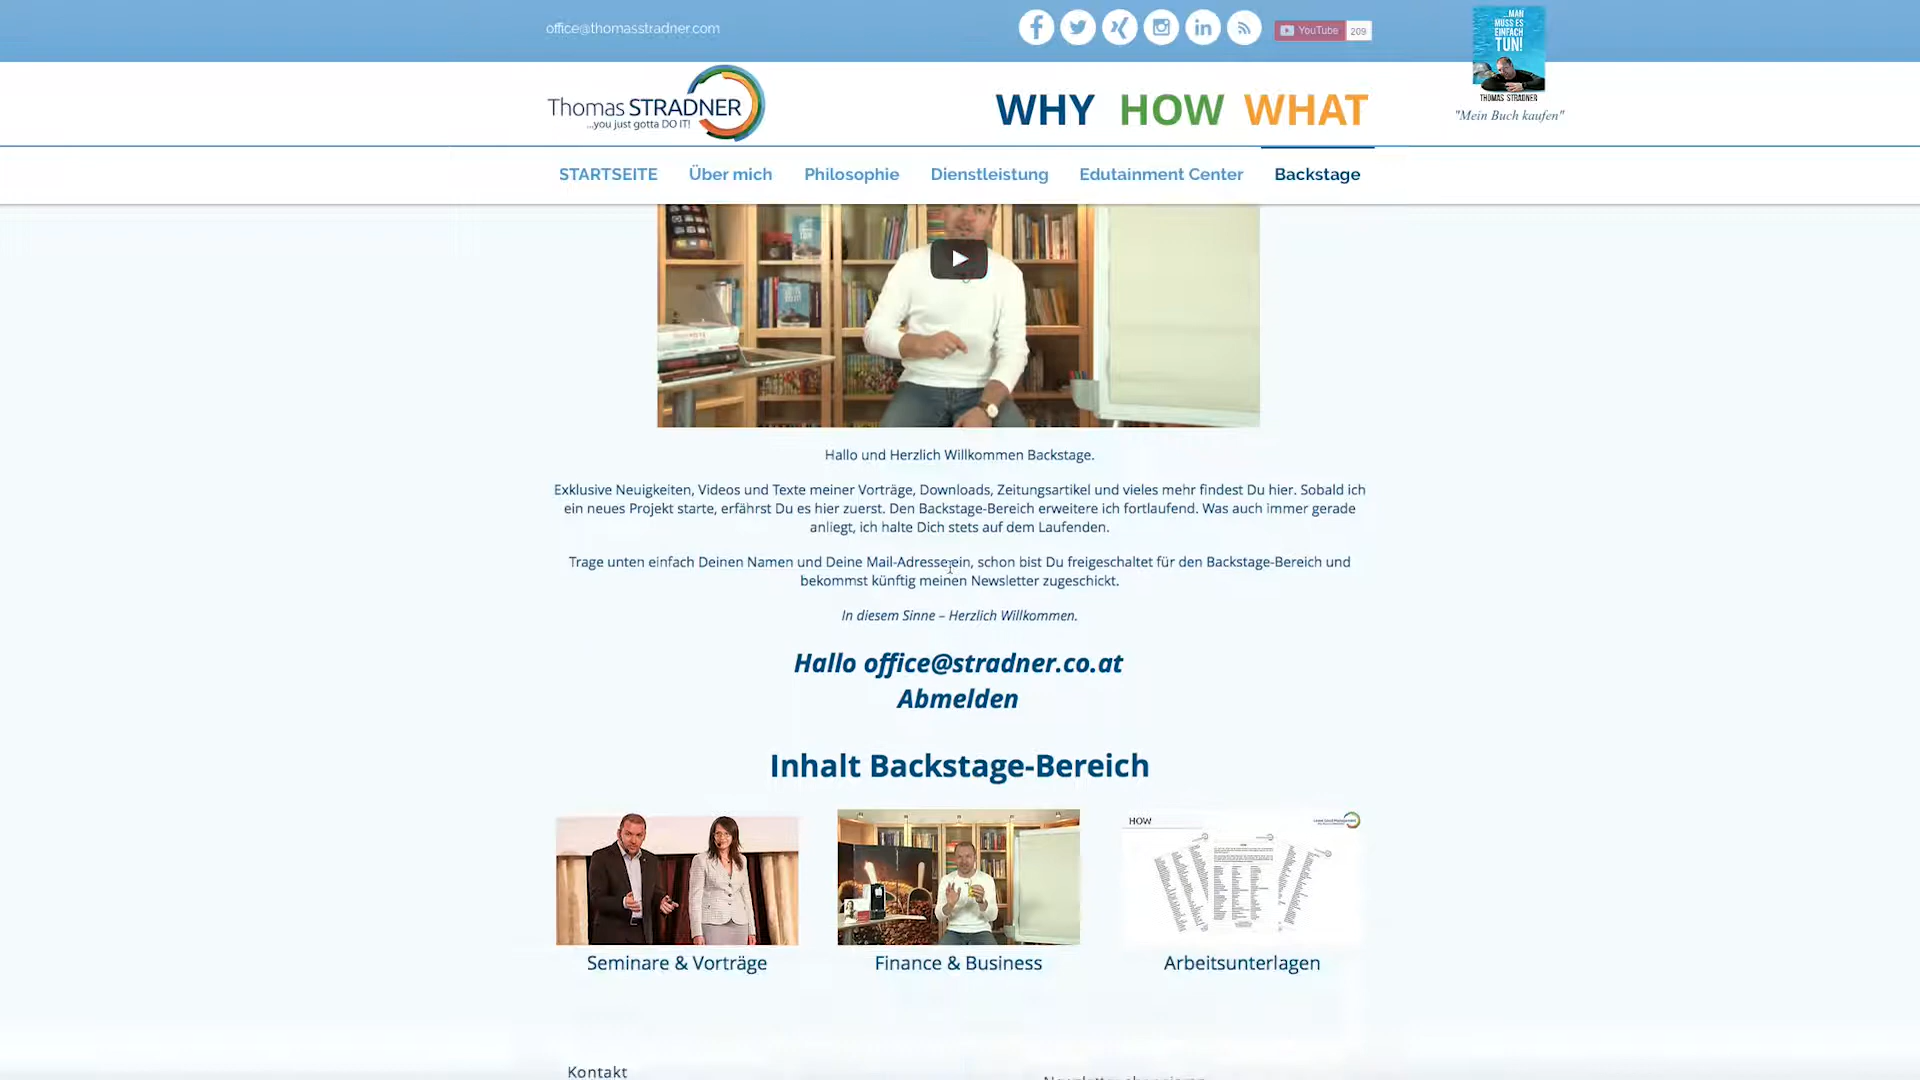 office@thomasstradner.com
YouTube 209
MAN
MUSS ES
EINFACH
TUN!
THOMAS STRADNER
"Mein Buch kaufen"
Thomas STRADNER
...you just gotta DO IT!
WHY HOW WHAT
STARTSEITE Über mich Philosophie Dienstleistung Edutainment Center Backstage
Hallo und Herzlich Willkommen Backstage.
Exklusive Neuigkeiten, Videos und Texte meiner Vorträge, Downloads, Zeitungsartikel und vieles mehr findest Du hier. Sobald ich
ein neues Projekt starte, erfährst Du es hier zuerst. Den Backstage-Bereich erweitere ich fortlaufend. Was auch immer gerade
anliegt, ich halte Dich stets auf dem Laufenden.
Trage unten einfach Deinen Namen und Deine Mail-Adresse ein, schon bist Du freigeschaltet für den Backstage-Bereich und
bekommst künftig meinen Newsletter zugeschickt.
In diesem Sinne – Herzlich Willkommen.
Hallo office@stradner.co.at
Abmelden
Inhalt Backstage-Bereich
HOW
Seminare & Vorträge
Finance & Business
Arbeitsunterlagen
Kontakt